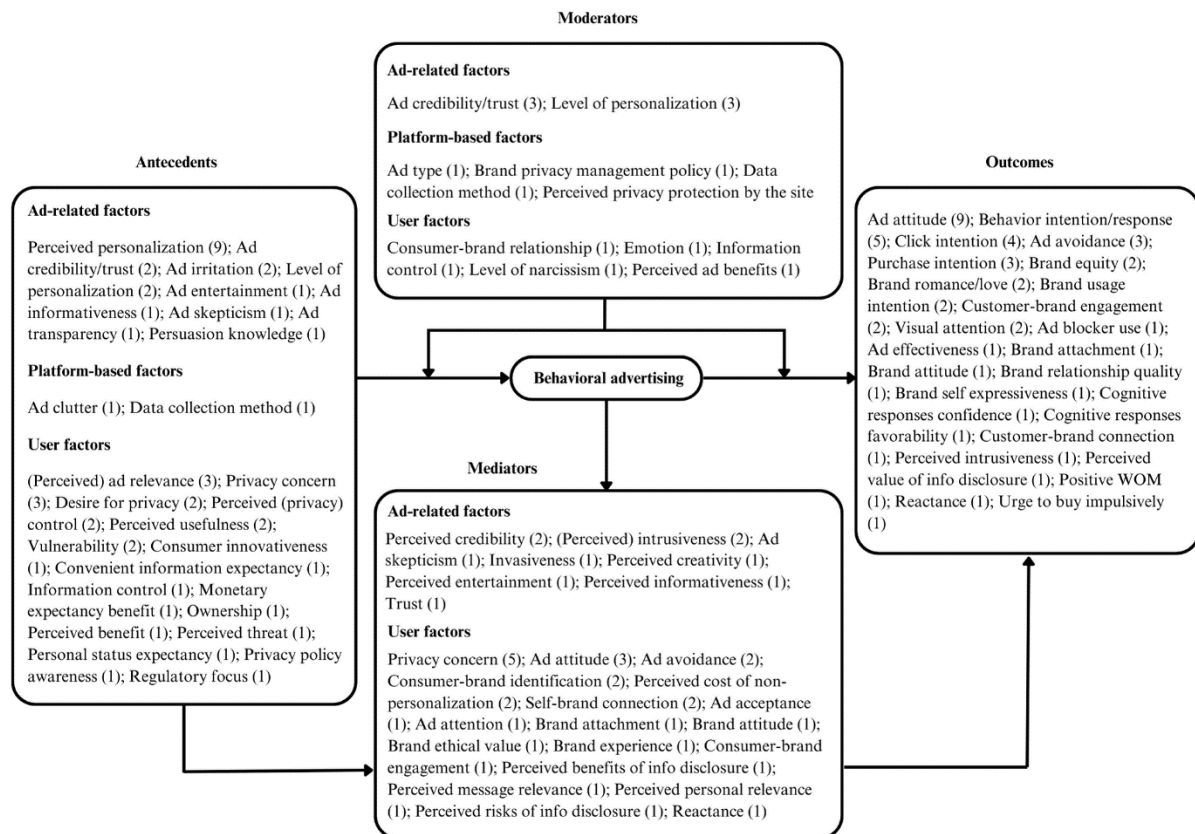 Moderators
Ad-related factors
Ad credibility/trust (3); Level of personalization (3)
Platform-based factors
Ad type (1); Brand privacy management policy (1); Data
collection method (1); Perceived privacy protection by the site
User factors
Consumer-brand relationship (1); Emotion (1); Information
control (1); Level of narcissism (1); Perceived ad benefits (1)
Antecedents
Ad-related factors
Perceived personalization (9); Ad
credibility/trust (2); Ad irritation (2); Level of
personalization (2); Ad entertainment (1); Ad
informativeness (1); Ad skepticism (1); Ad
transparency (1); Persuasion knowledge (1)
Platform-based factors
Ad clutter (1); Data collection method (1)
User factors
(Perceived) ad relevance (3); Privacy concern
(3); Desire for privacy (2); Perceived (privacy)
control (2); Perceived usefulness (2);
Vulnerability (2); Consumer innovativeness
(1); Convenient information expectancy (1);
Information control (1); Monetary
expectancy benefit (1); Ownership (1);
Perceived benefit (1); Perceived threat (1);
Personal status expectancy (1); Privacy policy
awareness (1); Regulatory focus (1)
Behavioral advertising
Mediators
Ad-related factors
Perceived credibility (2); (Perceived) intrusiveness (2); Ad
skepticism (1); Invasiveness (1); Perceived creativity (1);
Perceived entertainment (1); Perceived informativeness (1);
Trust (1)
User factors
Privacy concern (5); Ad attitude (3); Ad avoidance (2);
Consumer-brand identification (2); Perceived cost of non-
personalization (2); Self-brand connection (2); Ad acceptance
(1); Ad attention (1); Brand attachment (1); Brand attitude (1);
Brand ethical value (1); Brand experience (1); Consumer-brand
engagement (1); Perceived benefits of info disclosure (1);
Perceived message relevance (1); Perceived personal relevance
(1); Perceived risks of info disclosure (1); Reactance (1)
Outcomes
Ad attitude (9); Behavior intention/response
(5); Click intention (4); Ad avoidance (3);
Purchase intention (3); Brand equity (2);
Brand romance/love (2); Brand usage
intention (2); Customer-brand engagement
(2); Visual attention (2); Ad blocker use (1);
Ad effectiveness (1); Brand attachment (1);
Brand attitude (1); Brand relationship quality
(1); Brand self expressiveness (1); Cognitive
responses confidence (1); Cognitive responses
favorability (1); Customer-brand connection
(1); Perceived intrusiveness (1); Perceived
value of info disclosure (1); Positive WOM
(1); Reactance (1); Urge to buy impulsively
(1)